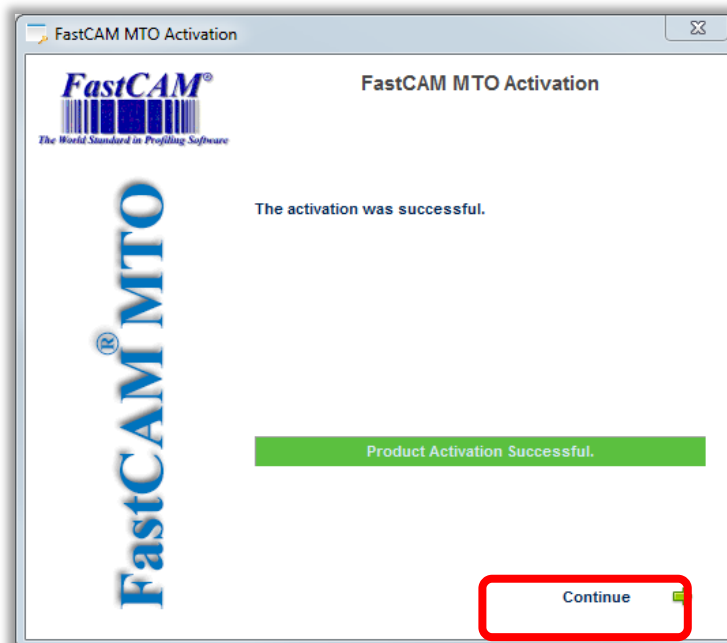 FastCAM MTO Activation
FastCAM®
The World Standard in Profiling Software
FastCAM MTO Activation
FastCAM® MTO
The activation was successful.
Product Activation Successful.
Continue